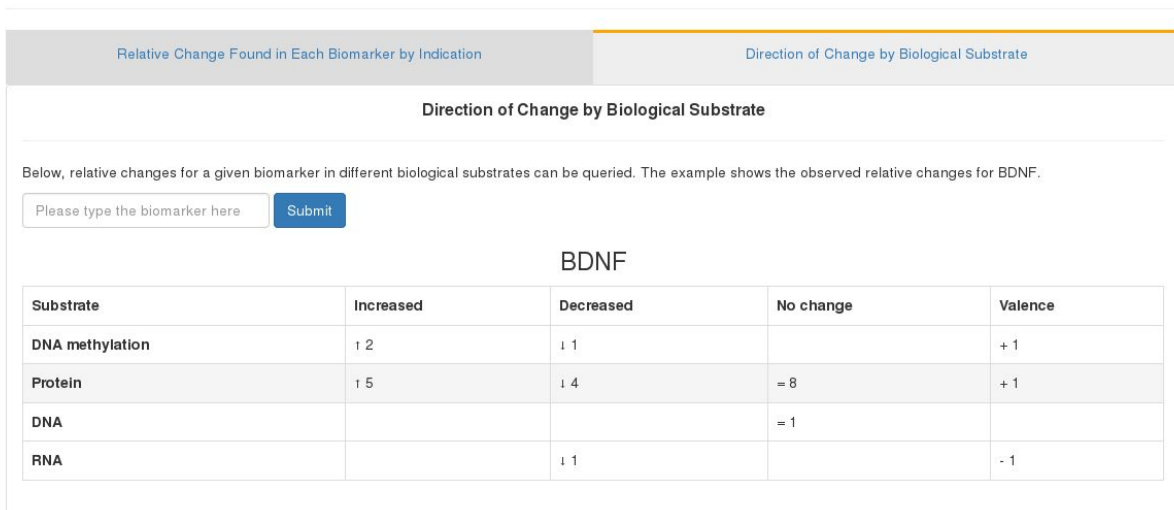 Relative Change Found in Each Biomarker by Indication Direction of Change by Biological Substrate
Direction of Change by Biological Substrate
Below, relative changes for a given biomarker in different biological substrates can be queried. The example shows the observed relative changes for BDNF.
Please type the biomarker here Submit
BDNF
Substrate Increased Decreased No change Valence
DNA methylation ↑ 2 ↓ 1 + 1
Protein ↑ 5 ↓ 4 = 8 + 1
DNA = 1
RNA ↓ 1 - 1